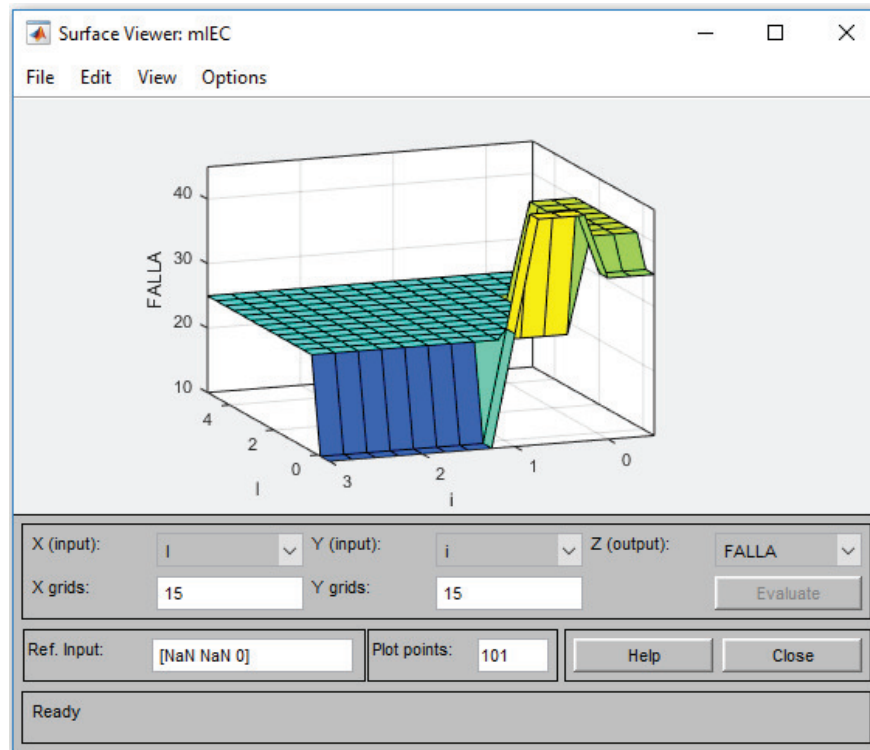 Surface Viewer: mIEC
File Edit View Options
40
30
20
10
FALLA
4
2
0
I
3
2
1
0
i
X (input): I Y (input): i Z (output): FALLA
X grids: 15 Y grids: 15 Evaluate
Ref. Input: [NaN NaN 0] Plot points: 101 Help Close
Ready